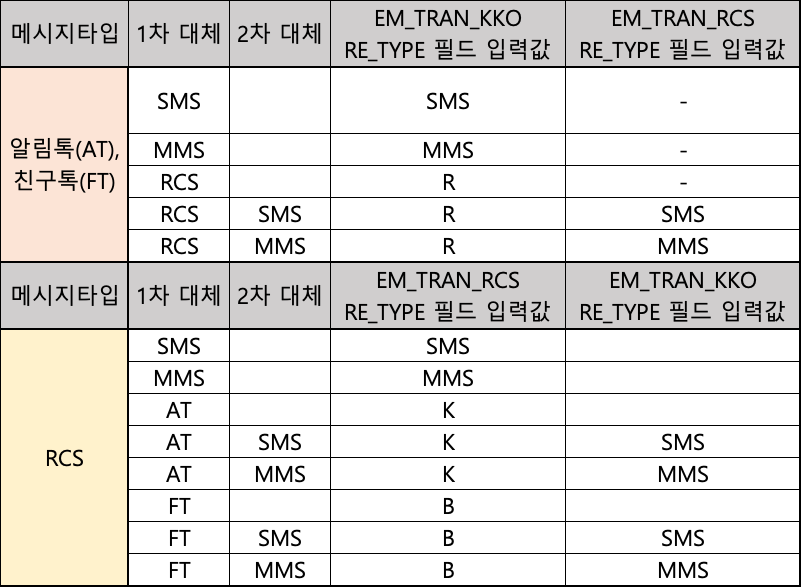 메시지타입 1차 대체 2차 대체 EM_TRAN_KKO RE_TYPE 필드 입력값 EM_TRAN_RCS RE_TYPE 필드 입력값
알림톡(AT), 친구톡(FT)
SMS SMS -
MMS MMS -
RCS R -
RCS SMS R SMS
RCS MMS R MMS
메시지타입 1차 대체 2차 대체 EM_TRAN_RCS RE_TYPE 필드 입력값 EM_TRAN_KKO RE_TYPE 필드 입력값
RCS
SMS SMS
MMS MMS
AT K
AT SMS K SMS
AT MMS K MMS
FT B
FT SMS B SMS
FT MMS B MMS